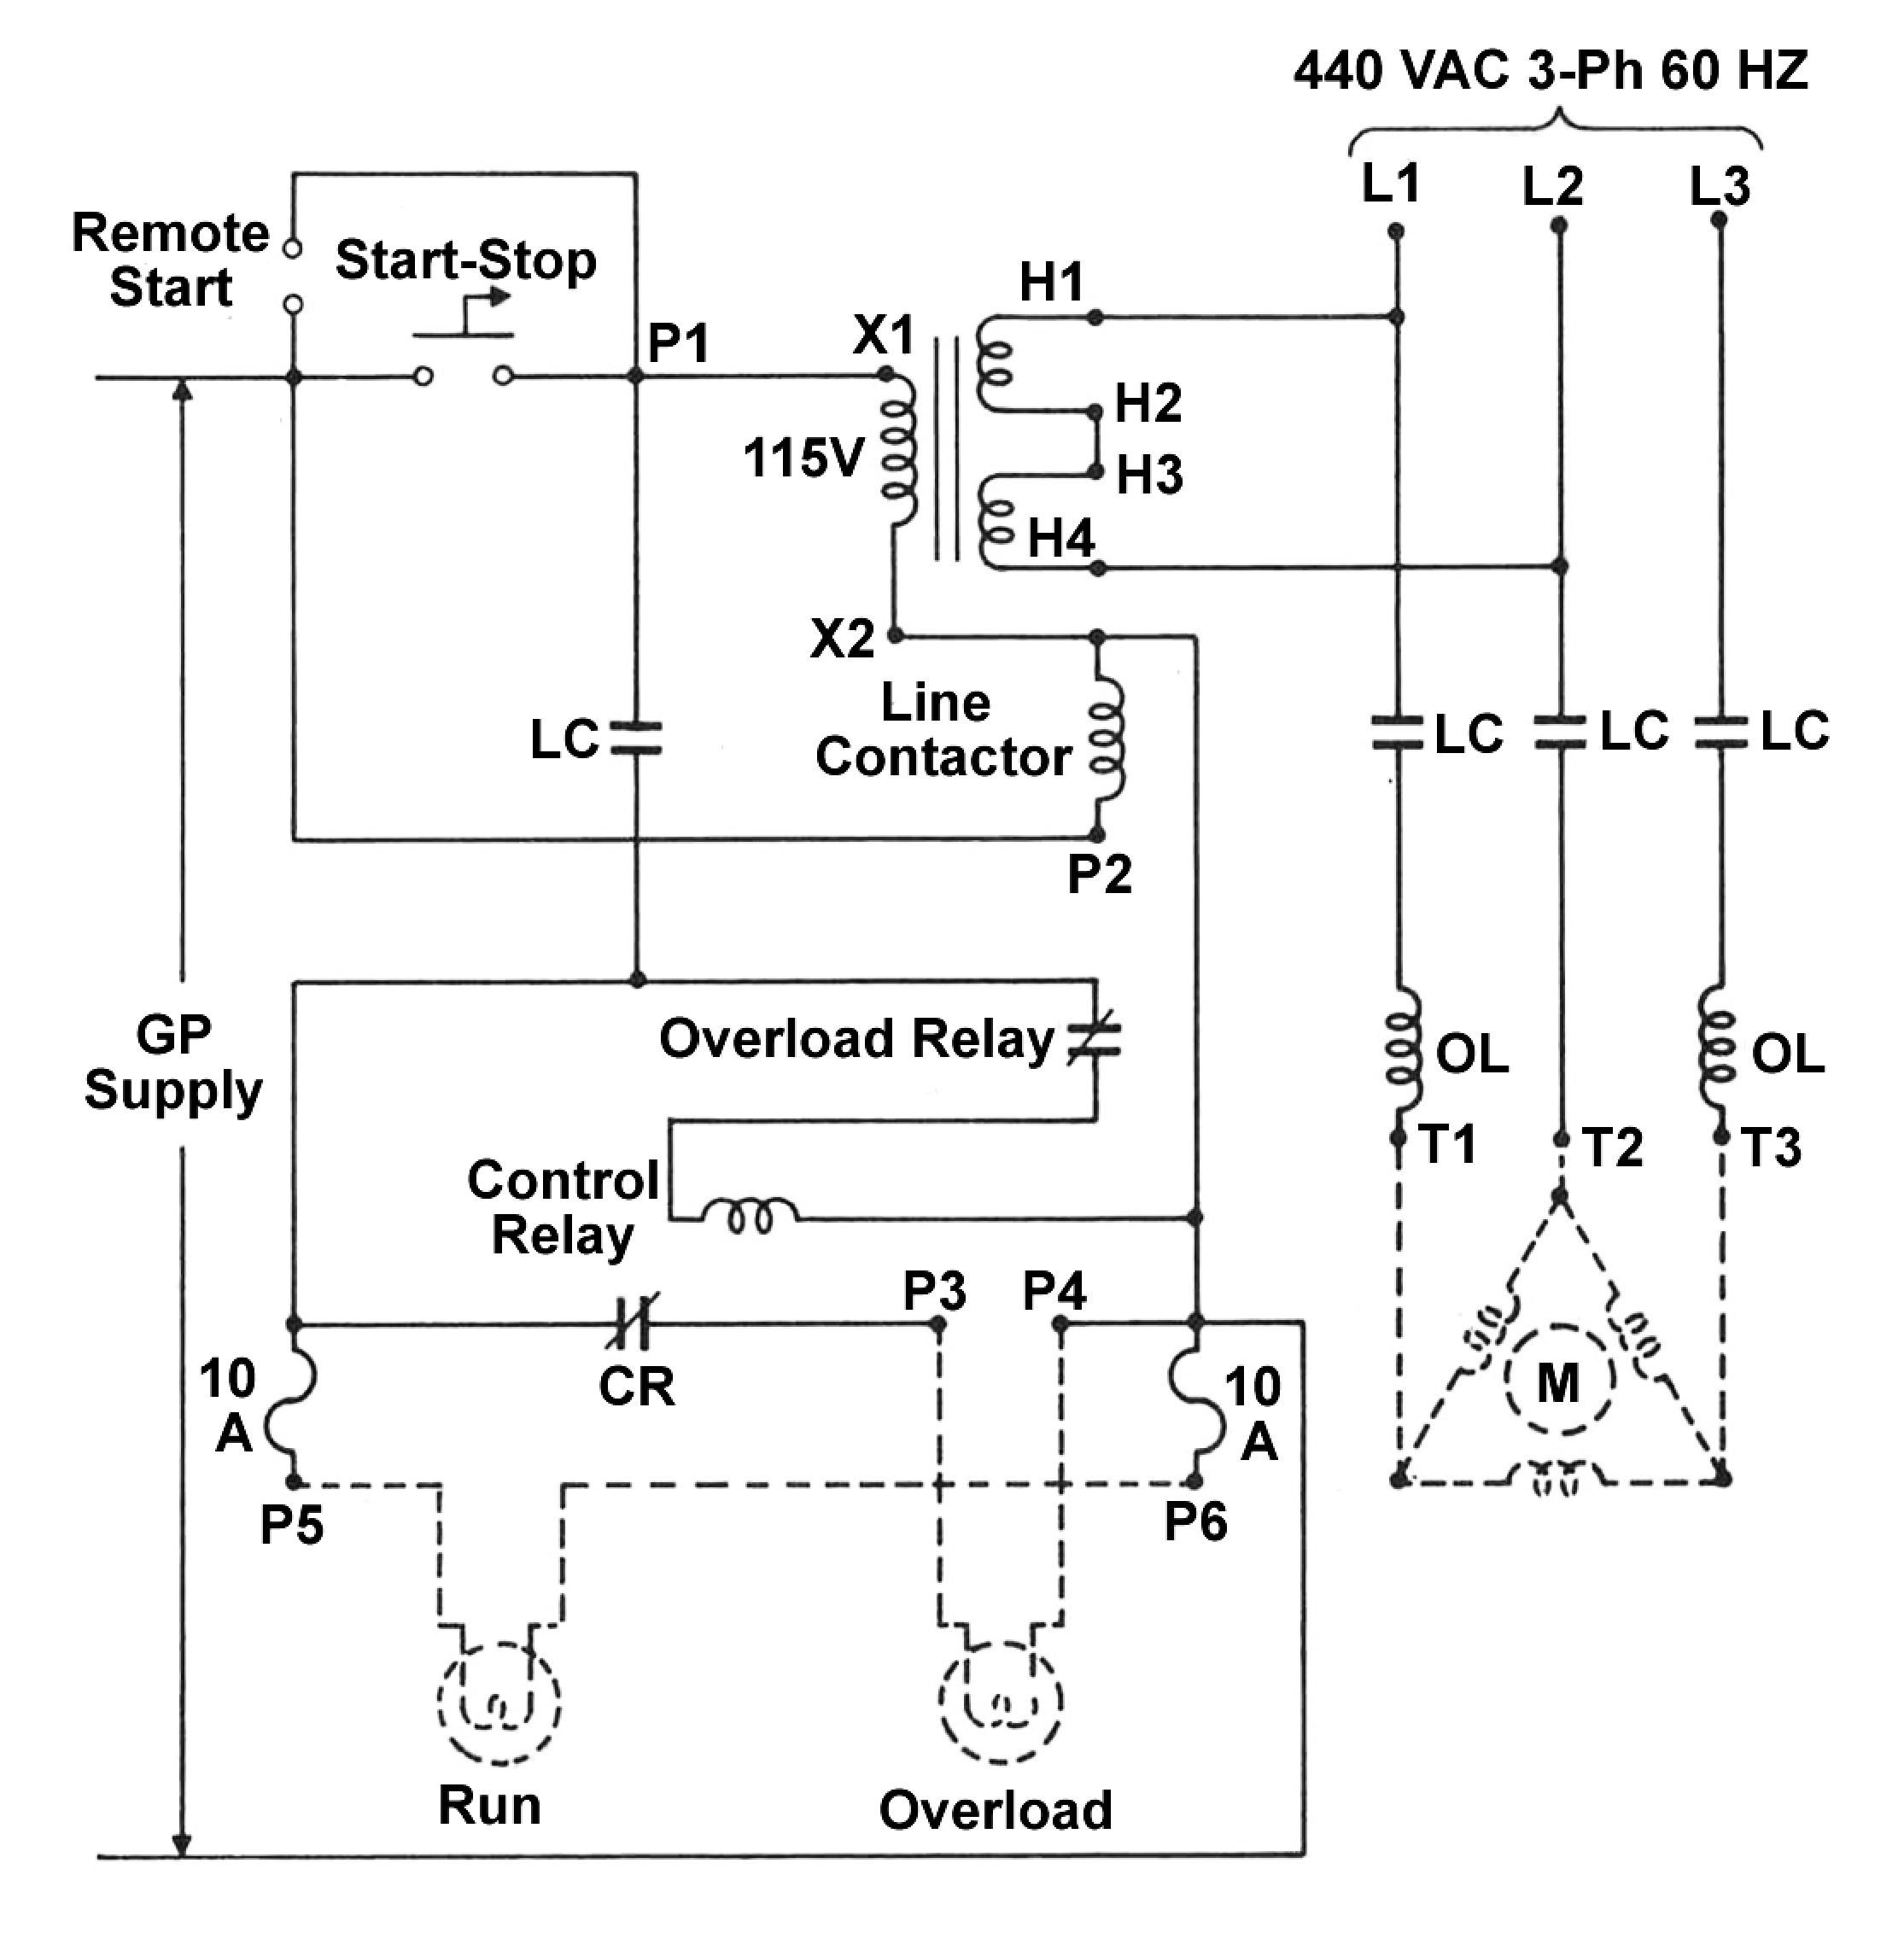 440 VAC 3-Ph 60 HZ
L1
L2
L3
Remote
Start
Start-Stop
P1
X1
H1
H2
H3
H4
115V
X2
Line
Contactor
P2
LC
LC
LC
LC
GP
Supply
Overload Relay
OL
OL
T1
T2
T3
Control
Relay
P3
P4
CR
10
A
10
A
M
P5
P6
Run
Overload